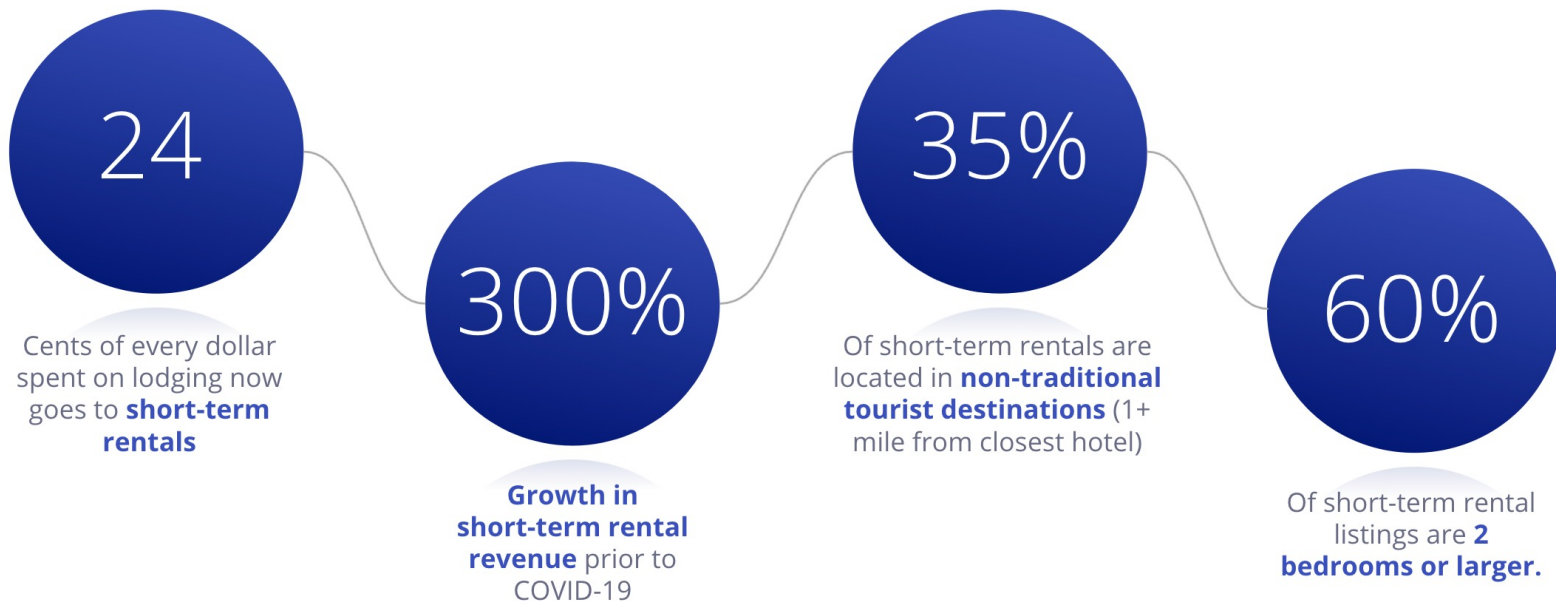 24
Cents of every dollar
spent on lodging now
goes to short-term
rentals
300%
Growth in
short-term rental
revenue prior to
COVID-19
35%
Of short-term rentals are
located in non-traditional
tourist destinations (1+
mile from closest hotel)
60%
Of short-term rental
listings are 2
bedrooms or larger.